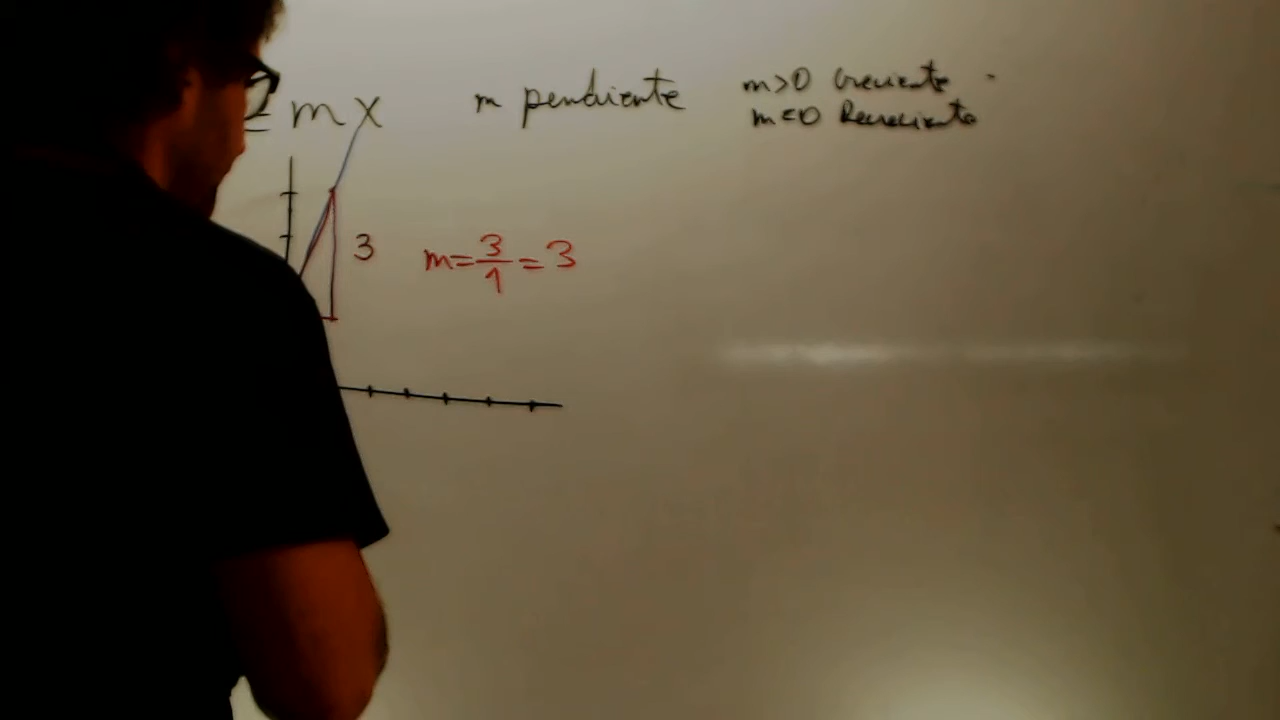 = m x
m pendiente
m>0 Creciente
m<0 Decreciente
3
m = 3/1 = 3